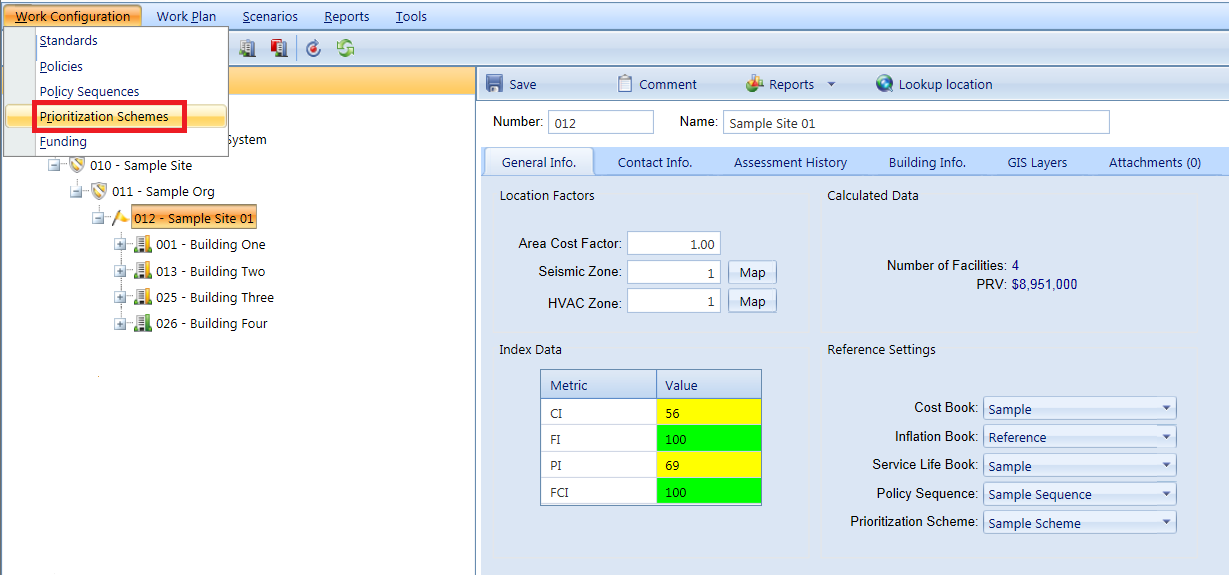 Work Configuration Work Plan Scenarios Reports Tools
Standards
Policies
Policy Sequences
Prioritization Schemes
Funding
System
010 - Sample Site
011 - Sample Org
012 - Sample Site 01
001 - Building One
013 - Building Two
025 - Building Three
026 - Building Four
Save Comment Reports Lookup location
Number: 012 Name: Sample Site 01
General Info. Contact Info. Assessment History Building Info. GIS Layers Attachments (0)
Location Factors
Area Cost Factor: 1.00
Seismic Zone: 1 Map
HVAC Zone: 1 Map
Calculated Data
Number of Facilities: 4
PRV: $8,951,000
Index Data
Metric Value
CI 56
FI 100
PI 69
FCI 100
Reference Settings
Cost Book: Sample
Inflation Book: Reference
Service Life Book: Sample
Policy Sequence: Sample Sequence
Prioritization Scheme: Sample Scheme